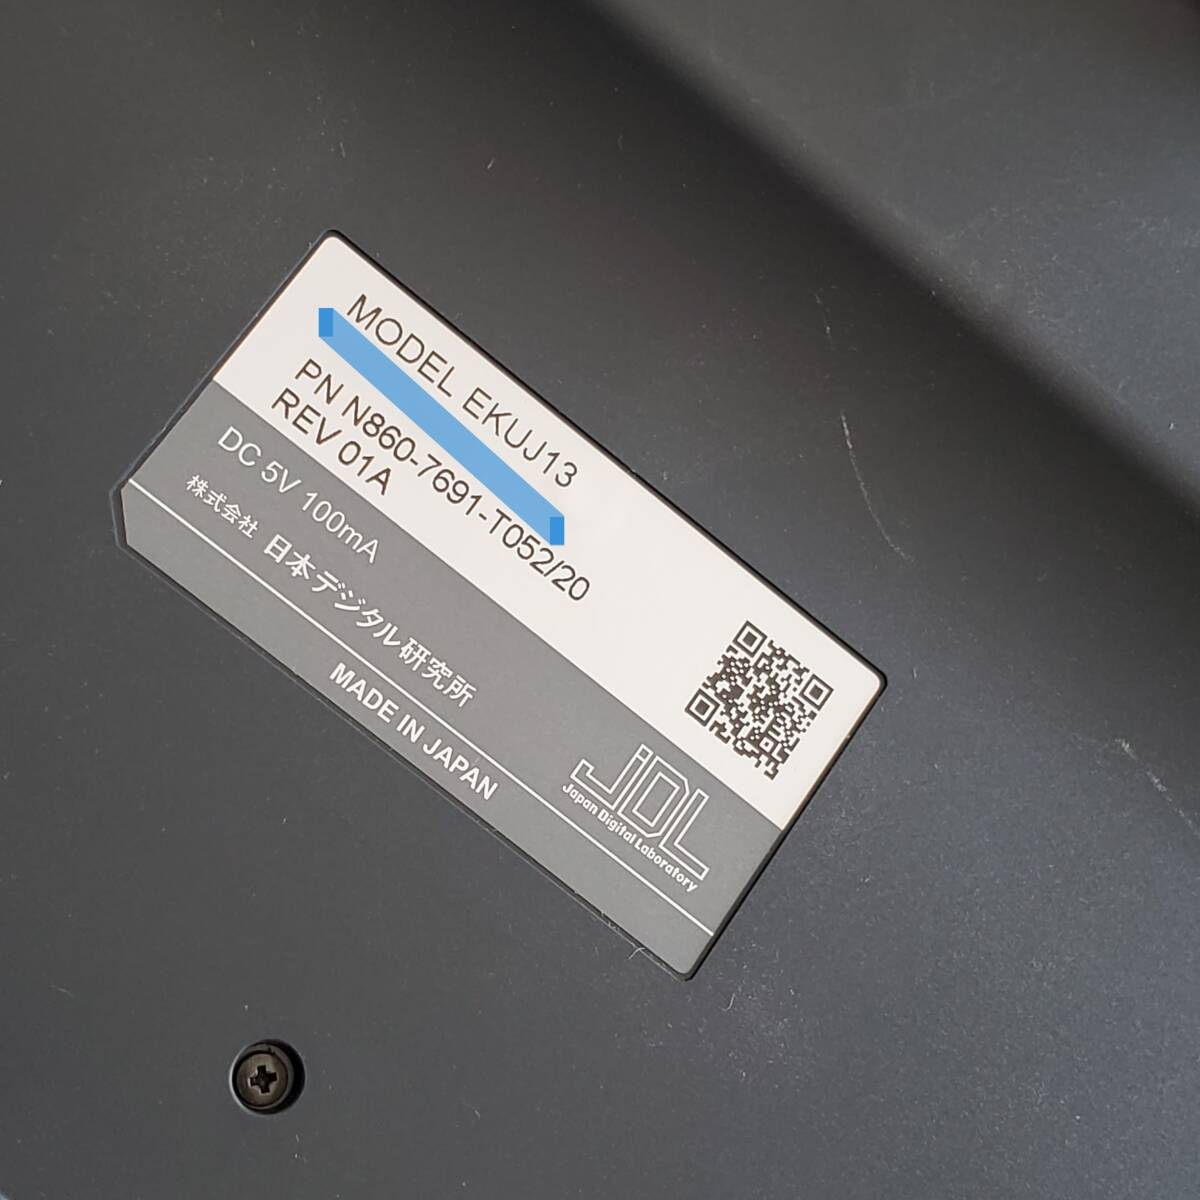 MODEL EKUJ13
PN N860-7691-T052/20
REV 01A
DC 5V 100mA
株式会社 日本デジタル研究所
JDL
Japan Digital Laboratory
MADE IN JAPAN